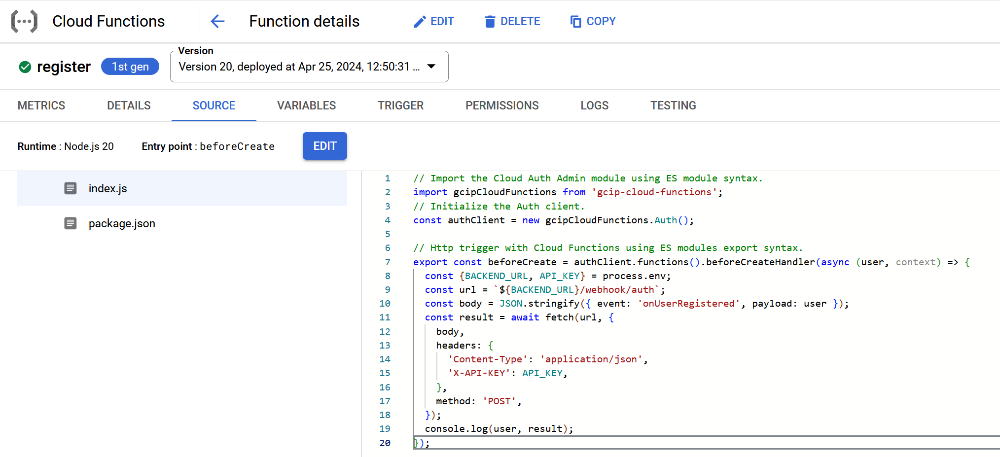 Cloud Functions
Function details
EDIT
DELETE
COPY
register
1st gen
Version
Version 20, deployed at Apr 25, 2024, 12:50:31 ...
METRICS
DETAILS
SOURCE
VARIABLES
TRIGGER
PERMISSIONS
LOGS
TESTING
Runtime : Node.js 20
Entry point : beforeCreate
EDIT
index.js
package.json
1 // Import the Cloud Auth Admin module using ES module syntax.
2 import gcipCloudFunctions from 'gcip-cloud-functions';
3 // Initialize the Auth client.
4 const authClient = new gcipCloudFunctions.Auth();
5
6 // Http trigger with Cloud Functions using ES modules export syntax.
7 export const beforeCreate = authClient.functions().beforeCreateHandler(async (user, context) => {
8   const {BACKEND_URL, API_KEY} = process.env;
9   const url = `${BACKEND_URL}/webhook/auth`;
10   const body = JSON.stringify({ event: 'onUserRegistered', payload: user });
11   const result = await fetch(url, {
12     body,
13     headers: {
14       'Content-Type': 'application/json',
15       'X-API-KEY': API_KEY,
16     },
17     method: 'POST',
18   });
19   console.log(user, result);
20 });